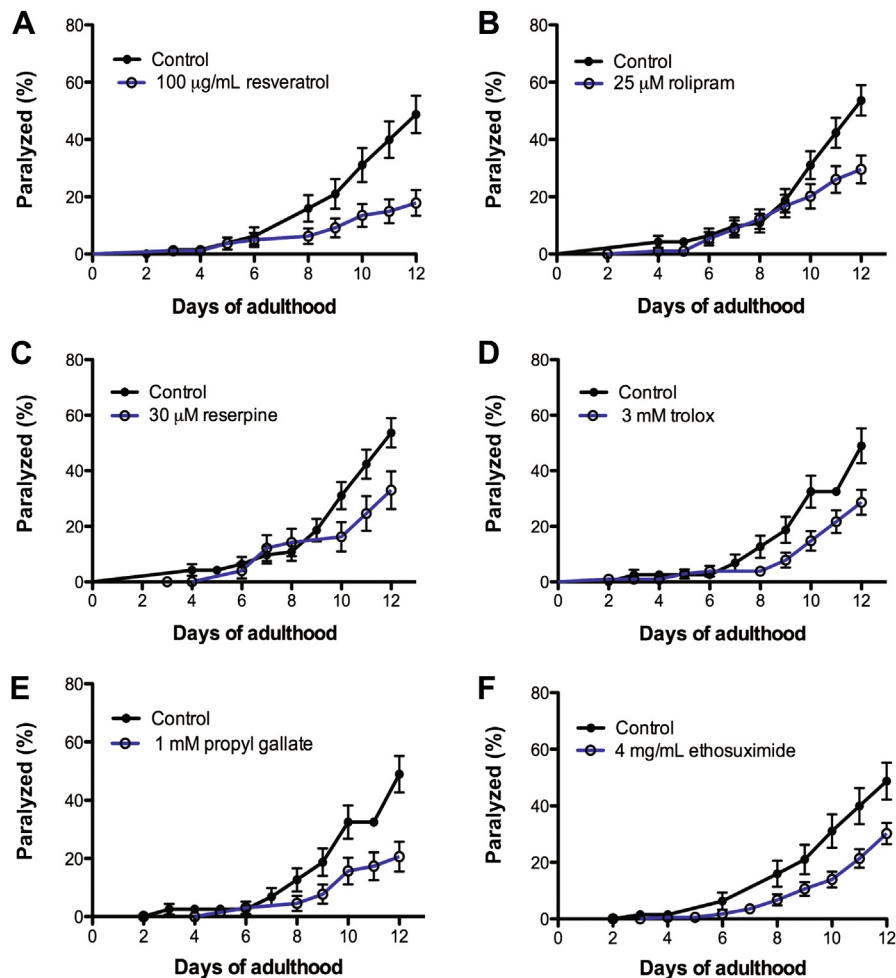 A
80
60
40
20
0
Paralyzed (%)
Control
100 μg/mL resveratrol
0 2 4 6 8 10 12
Days of adulthood
B
80
60
40
20
0
Paralyzed (%)
Control
25 μM rolipram
0 2 4 6 8 10 12
Days of adulthood
C
80
60
40
20
0
Paralyzed (%)
Control
30 μM reserpine
0 2 4 6 8 10 12
Days of adulthood
D
80
60
40
20
0
Paralyzed (%)
Control
3 mM trolox
0 2 4 6 8 10 12
Days of adulthood
E
80
60
40
20
0
Paralyzed (%)
Control
1 mM propyl gallate
0 2 4 6 8 10 12
Days of adulthood
F
80
60
40
20
0
Paralyzed (%)
Control
4 mg/mL ethosuximide
0 2 4 6 8 10 12
Days of adulthood